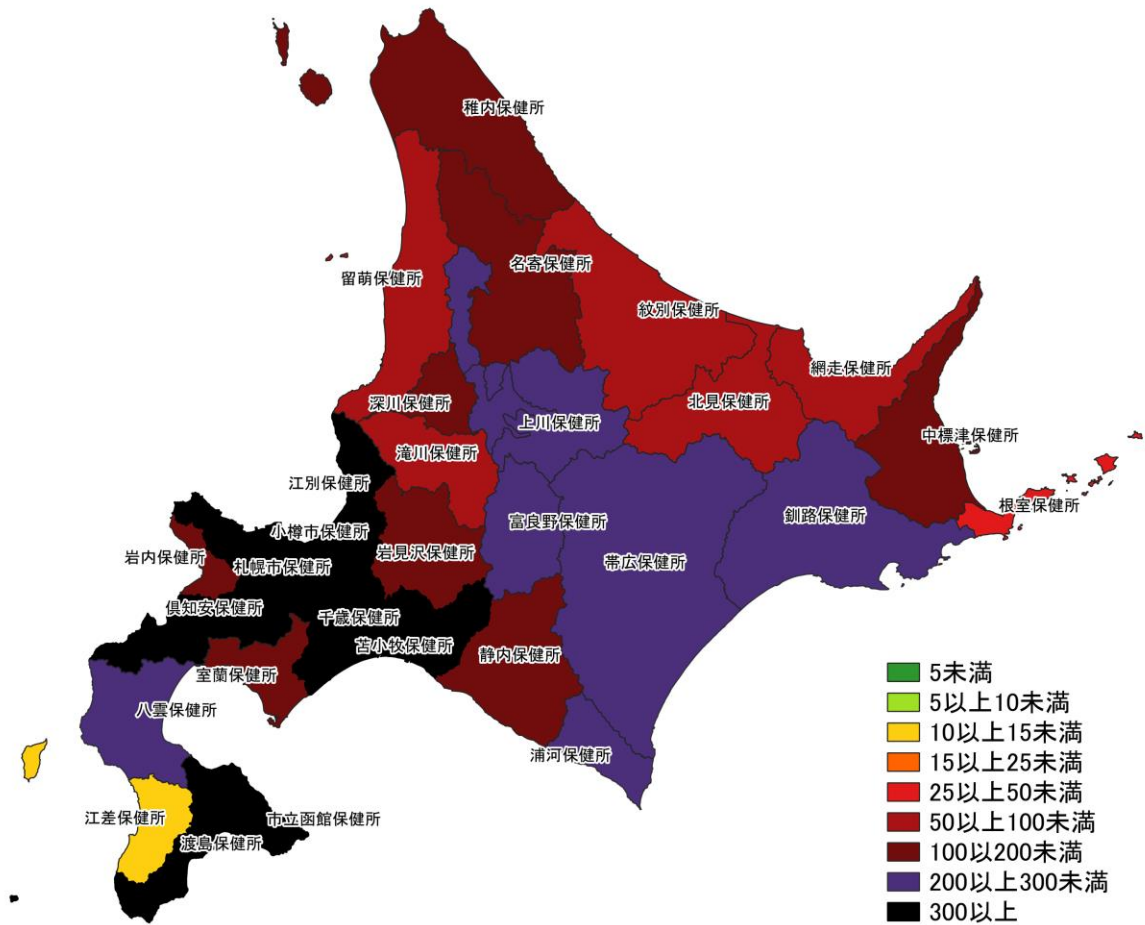 稚内保健所
名寄保健所
留萌保健所
紋別保健所
網走保健所
深川保健所
北見保健所
上川保健所
中標津保健所
滝川保健所
江別保健所
根室保健所
釧路保健所
富良野保健所
小樽市保健所
岩見沢保健所
岩内保健所
札幌市保健所
帯広保健所
倶知安保健所
千歳保健所
苫小牧保健所
静内保健所
室蘭保健所
八雲保健所
浦河保健所
江差保健所
市立函館保健所
渡島保健所
5未満
5以上10未満
10以上15未満
15以上25未満
25以上50未満
50以上100未満
100以200未満
200以上300未満
300以上